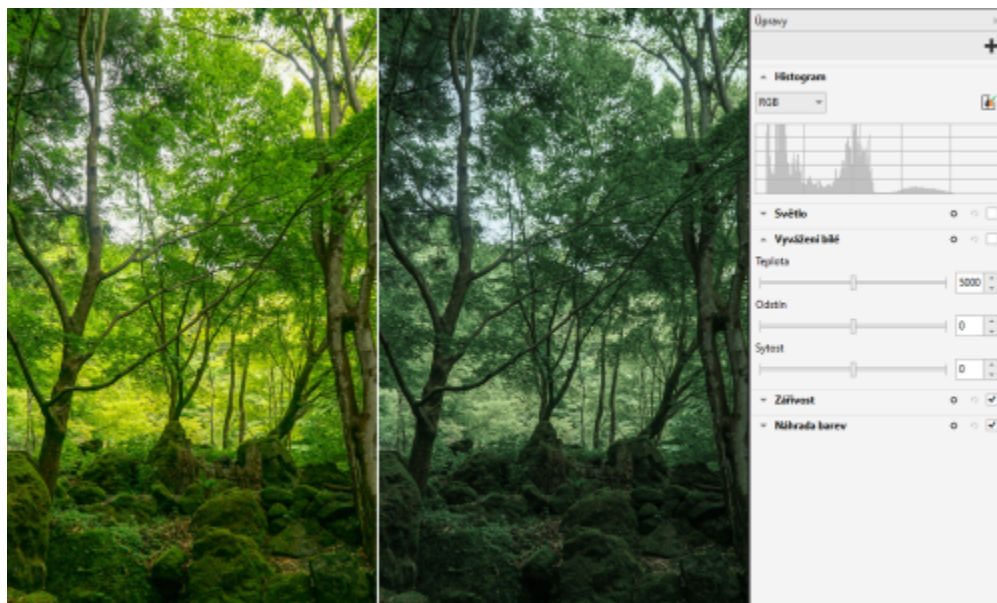 Úpravy
Histogram
RGB
Světlo
Vyvážení bílé
Teplota
5000
Odstín
0
Sytost
0
Zářivost
Náhrada barev